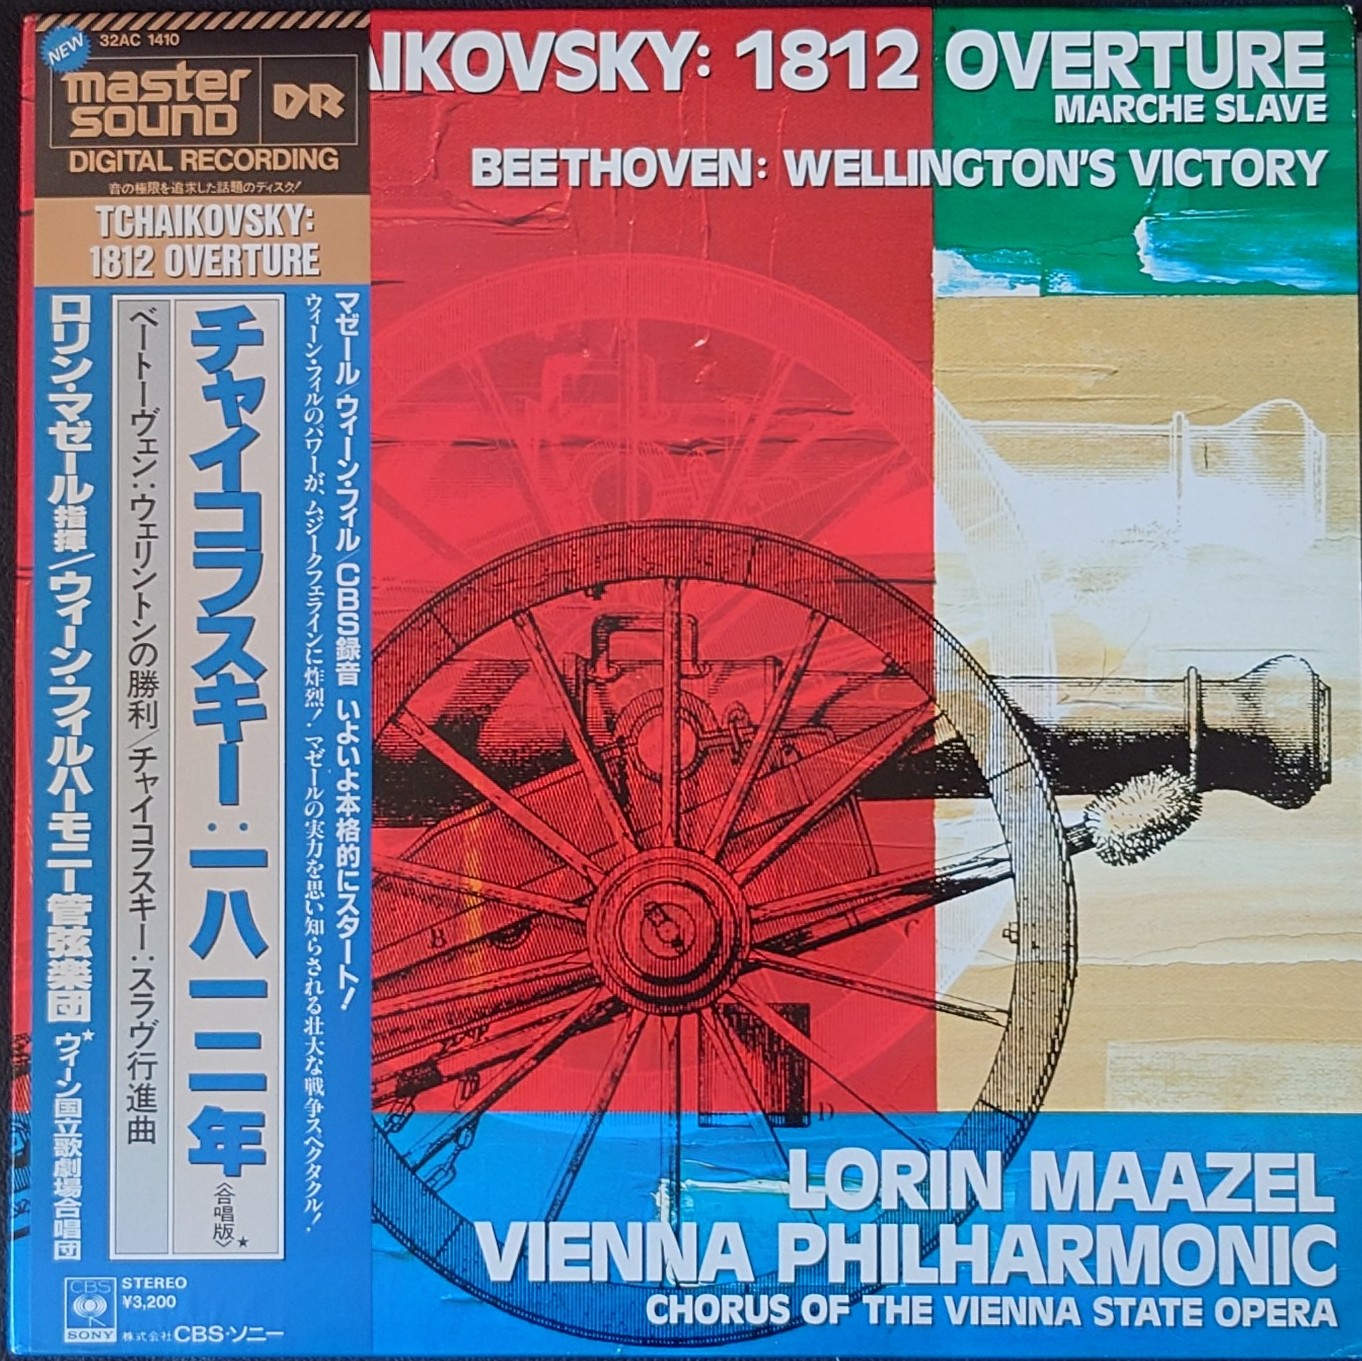 NEW
32AC 1410
master
sound
DR
DIGITAL RECORDING
音の極限を追求した話題のディスク!
TCHAIKOVSKY:
1812 OVERTURE
マゼール/ウィーン・フィル/CBS録音 いよいよ本格的にスタート!
ウィーン・フィルのパワーが、ムジークフェラインに炸烈! マゼールの実力を思い知らされる壮大な戦争スペクタクル!
チャイコフスキー:一八一二年〈合唱版〉★
ベートーヴェン:ウェリントンの勝利/チャイコフスキー:スラヴ行進曲
ロリン・マゼール指揮/ウィーン・フィルハーモニー管弦楽団 ★ウィーン国立歌劇場合唱団
CBS
SONY
STEREO
¥3,200
株式会社CBS・ソニー
AIKOVSKY: 1812 OVERTURE
MARCHE SLAVE
BEETHOVEN: WELLINGTON'S VICTORY
B
C
D
LORIN MAAZEL
VIENNA PHILHARMONIC
CHORUS OF THE VIENNA STATE OPERA